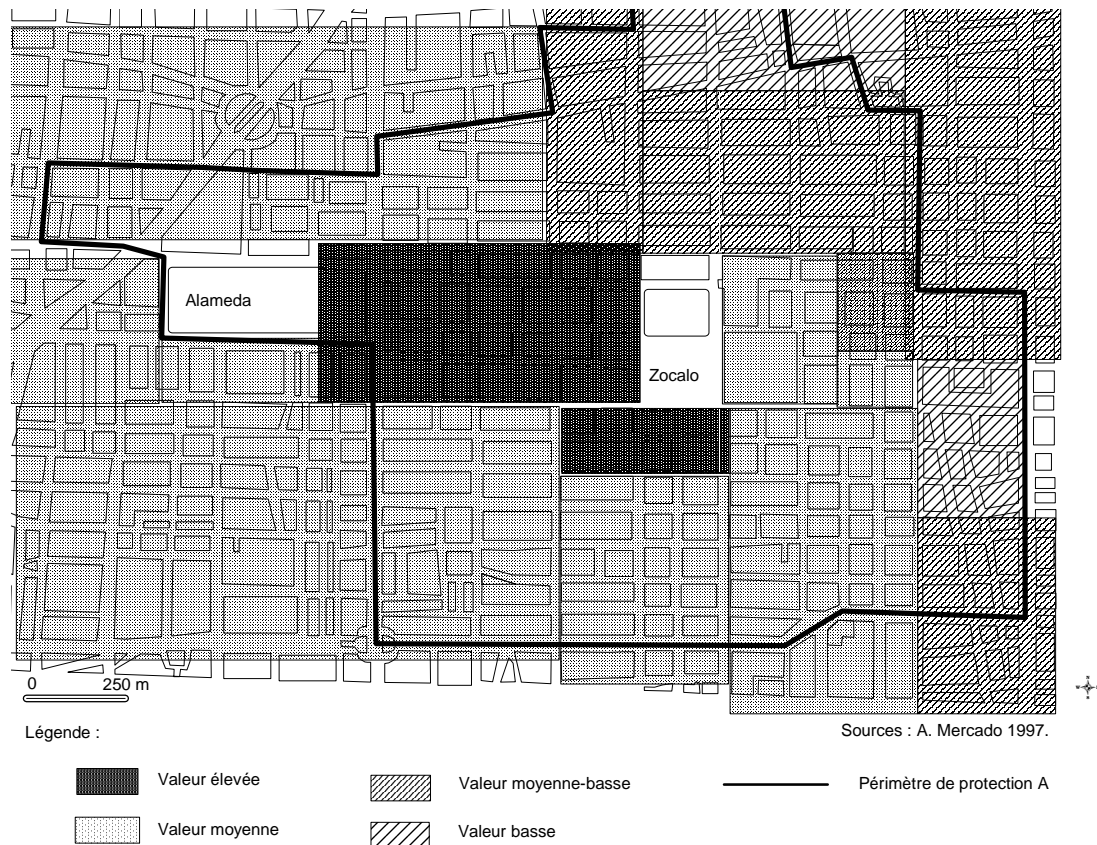 Alameda
Zocalo
0 250 m
Légende :
Sources : A. Mercado 1997.
Valeur élevée
Valeur moyenne-basse
Périmètre de protection A
Valeur moyenne
Valeur basse